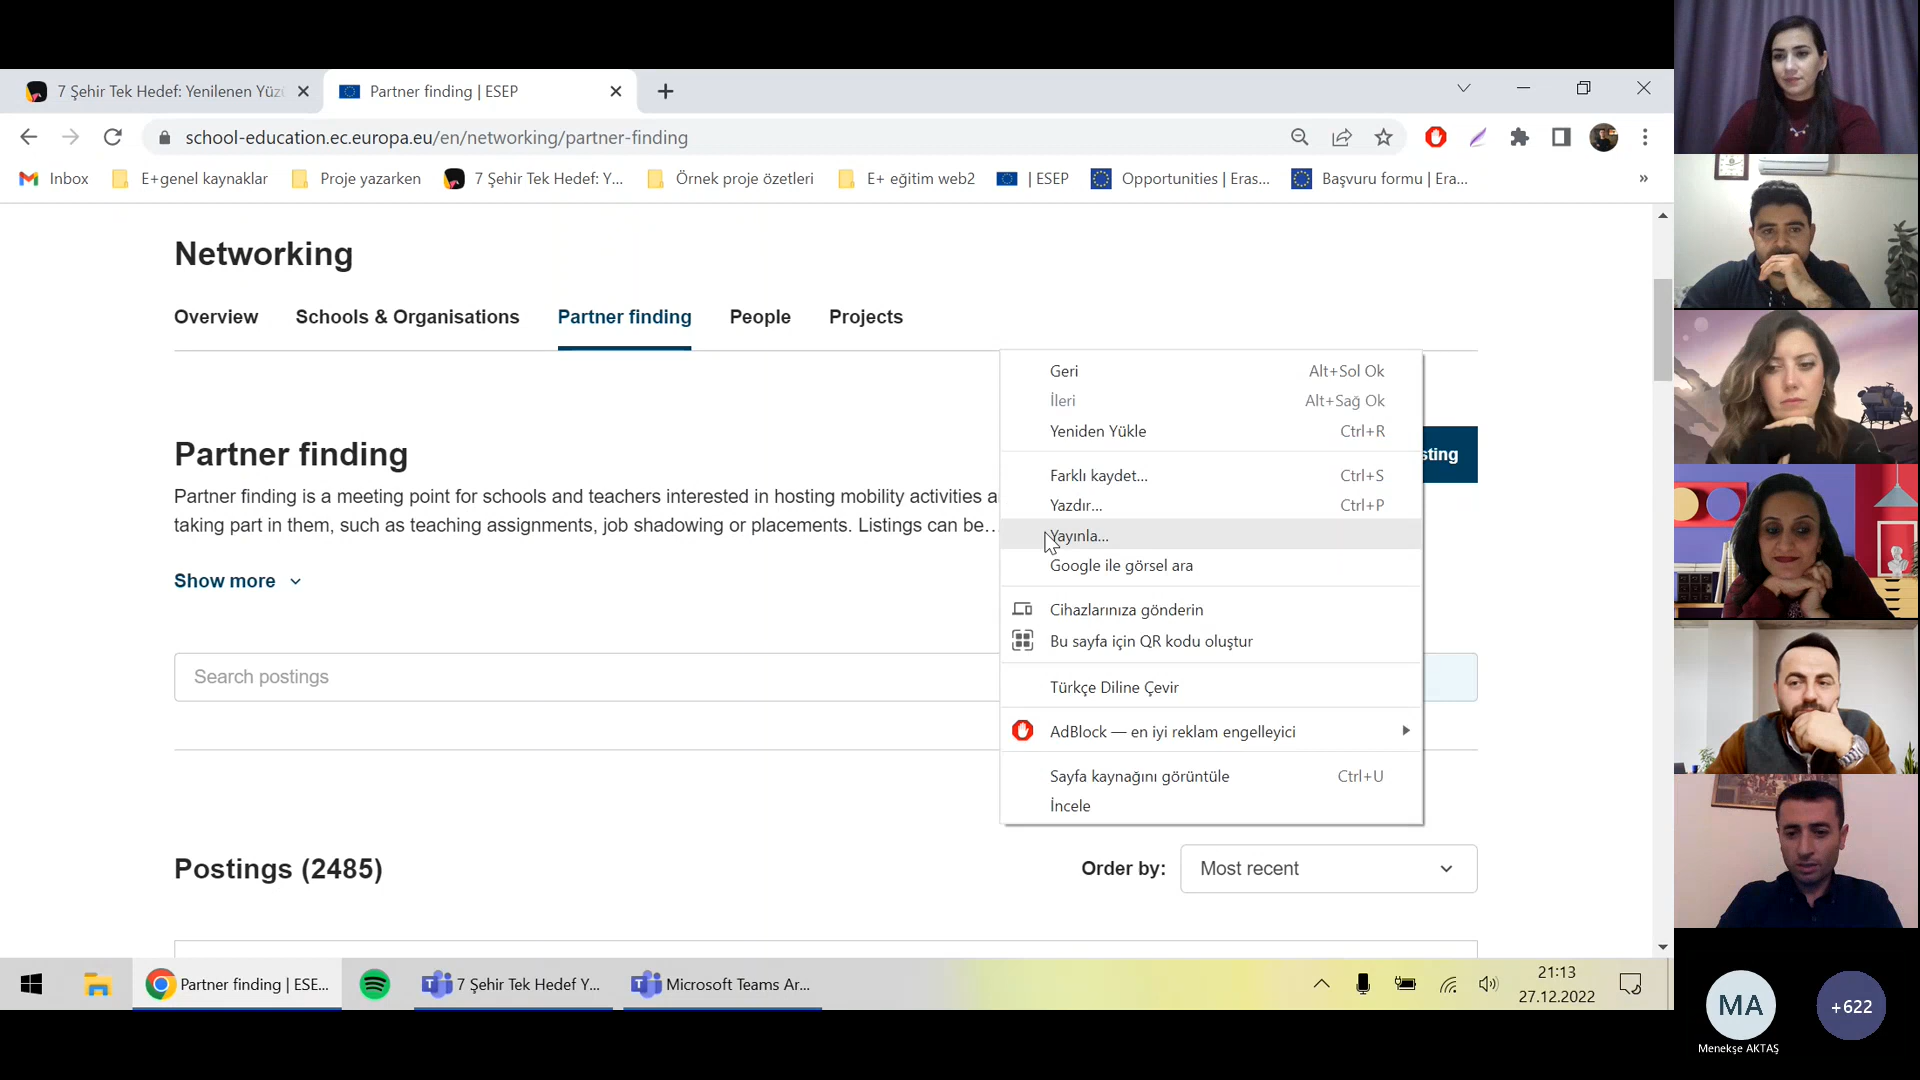 7 Şehir Tek Hedef: Yenilenen Yüzü
Partner finding | ESEP
school-education.ec.europa.eu/en/networking/partner-finding
Inbox
E+genel kaynaklar
Proje yazarken
7 Şehir Tek Hedef: Y...
Örnek proje özetleri
E+ eğitim web2
| ESEP
Opportunities | Eras...
Başvuru formu | Era...
»
Networking
Overview
Schools & Organisations
Partner finding
People
Projects
Partner finding
sting
Partner finding is a meeting point for schools and teachers interested in hosting mobility activities a
taking part in them, such as teaching assignments, job shadowing or placements. Listings can be...
Show more
Search postings
Geri Alt+Sol Ok
İleri Alt+Sağ Ok
Yeniden Yükle Ctrl+R
Farklı kaydet... Ctrl+S
Yazdır... Ctrl+P
Yayınla...
Google ile görsel ara
Cihazlarınıza gönderin
Bu sayfa için QR kodu oluştur
Türkçe Diline Çevir
AdBlock — en iyi reklam engelleyici
Sayfa kaynağını görüntüle Ctrl+U
İncele
Postings (2485)
Order by: Most recent
Partner finding | ESE...
7 Şehir Tek Hedef Y...
Microsoft Teams Ar...
21:13
27.12.2022
MA
+622
Menekşe AKTAŞ